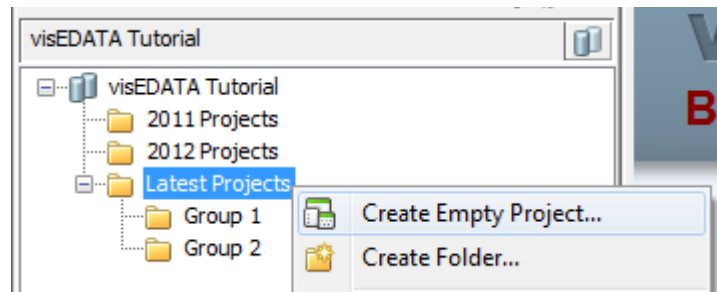 visEDATA Tutorial
visEDATA Tutorial
2011 Projects
2012 Projects
Latest Projects
Group 1
Group 2
Create Empty Project...
Create Folder...
B